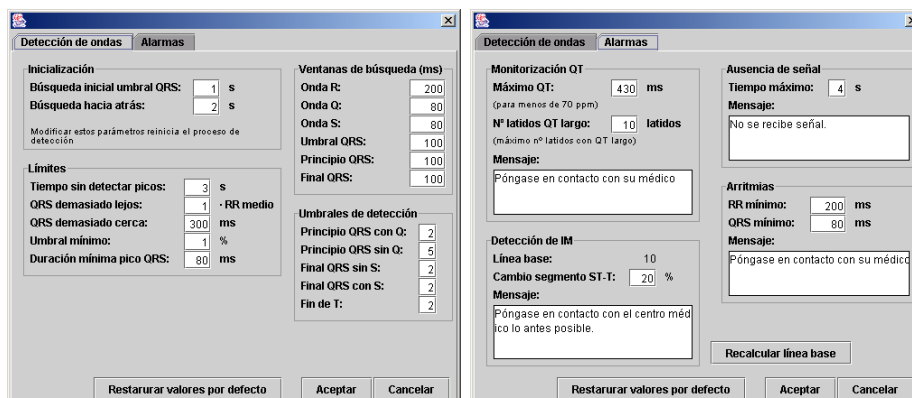 Detección de ondas Alarmas
Inicialización
Búsqueda inicial umbral QRS: 1 s
Búsqueda hacia atrás: 2 s
Modificar estos parámetros reinicia el proceso de
detección
Límites
Tiempo sin detectar picos: 3 s
QRS demasiado lejos: 1 · RR medio
QRS demasiado cerca: 300 ms
Umbral mínimo: 1 %
Duración mínima pico QRS: 80 ms
Ventanas de búsqueda (ms)
Onda R: 200
Onda Q: 80
Onda S: 80
Umbral QRS: 100
Principio QRS: 100
Final QRS: 100
Umbrales de detección
Principio QRS con Q: 2
Principio QRS sin Q: 5
Final QRS sin S: 2
Final QRS con S: 2
Fin de T: 2
Restarurar valores por defecto Aceptar Cancelar
Detección de ondas Alarmas
Monitorización QT
Máximo QT: 430 ms
(para menos de 70 ppm)
Nº latidos QT largo: 10 latidos
(máximo nº latidos con QT largo)
Mensaje:
Póngase en contacto con su médico
Detección de IM
Línea base: 10
Cambio segmento ST-T: 20 %
Mensaje:
Póngase en contacto con el centro méd
ico lo antes posible.
Ausencia de señal
Tiempo máximo: 4 s
Mensaje:
No se recibe señal.
Arritmias
RR mínimo: 200 ms
QRS mínimo: 80 ms
Mensaje:
Póngase en contacto con su médico
Recalcular línea base
Restarurar valores por defecto Aceptar Cancelar